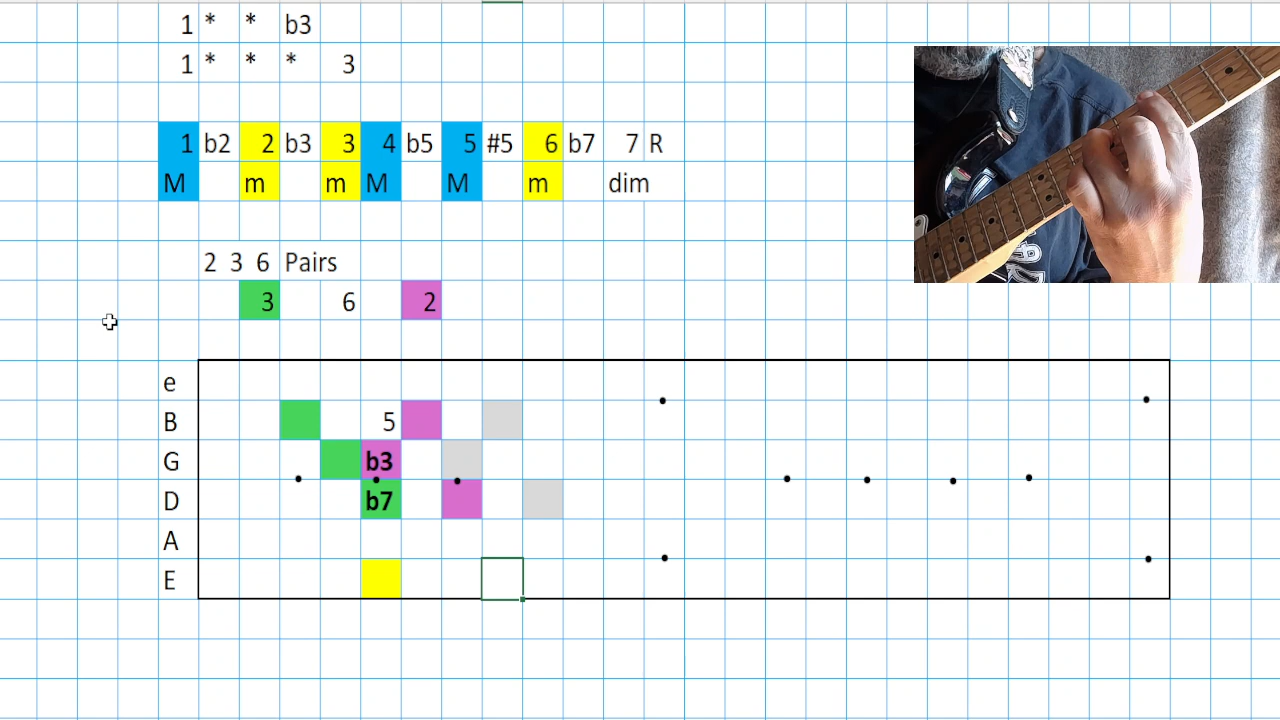 1 * * b3
1 * * * 3
1 b2 2 b3 3 4 b5 5 #5 6 b7 7 R
M m m M M m dim
2 3 6 Pairs
3 6 2
e
B 5
G b3
D b7
A
E